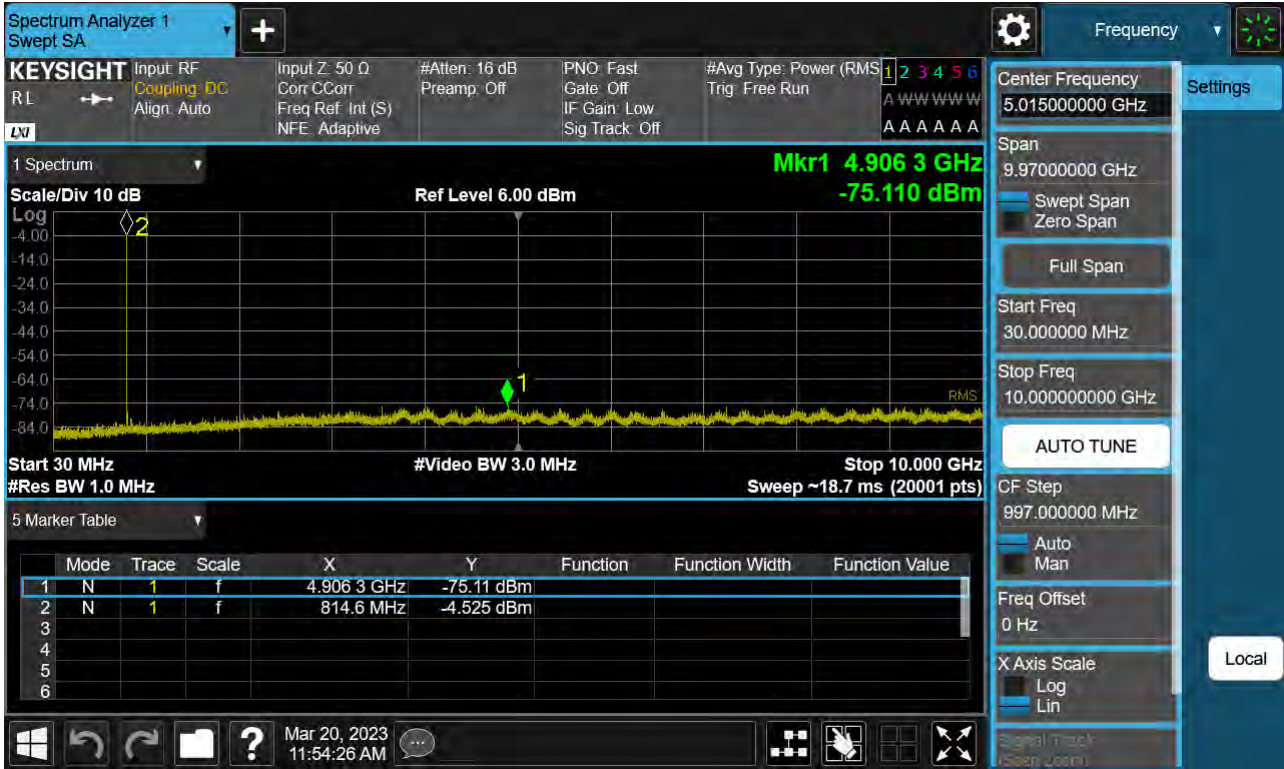 Spectrum Analyzer 1
Swept SA
Frequency
KEYSIGHT
RL
LXI
Input: RF
Coupling: DC
Align: Auto
Input Z: 50 Ω
Corr CCorr
Freq Ref: Int (S)
NFE: Adaptive
#Atten: 16 dB
Preamp: Off
PNO: Fast
Gate: Off
IF Gain: Low
Sig Track: Off
#Avg Type: Power (RMS
Trig: Free Run
1 2 3 4 5 6
A W W W W W
A A A A A A
1 Spectrum
Mkr1 4.906 3 GHz
-75.110 dBm
Scale/Div 10 dB
Ref Level 6.00 dBm
Log
-4.00
-14.0
-24.0
-34.0
-44.0
-54.0
-64.0
-74.0
-84.0
2
1
RMS
Start 30 MHz
#Video BW 3.0 MHz
Stop 10.000 GHz
#Res BW 1.0 MHz
Sweep ~18.7 ms (20001 pts)
5 Marker Table
Mode Trace Scale X Y Function Function Width Function Value
1 N 1 f 4.906 3 GHz -75.11 dBm
2 N 1 f 814.6 MHz -4.525 dBm
3
4
5
6
Mar 20, 2023
11:54:26 AM
Center Frequency
5.015000000 GHz
Settings
Span
9.97000000 GHz
Swept Span
Zero Span
Full Span
Start Freq
30.000000 MHz
Stop Freq
10.000000000 GHz
AUTO TUNE
CF Step
997.000000 MHz
Auto
Man
Freq Offset
0 Hz
X Axis Scale
Log
Lin
Local
Signal Track
(Span Zoom)